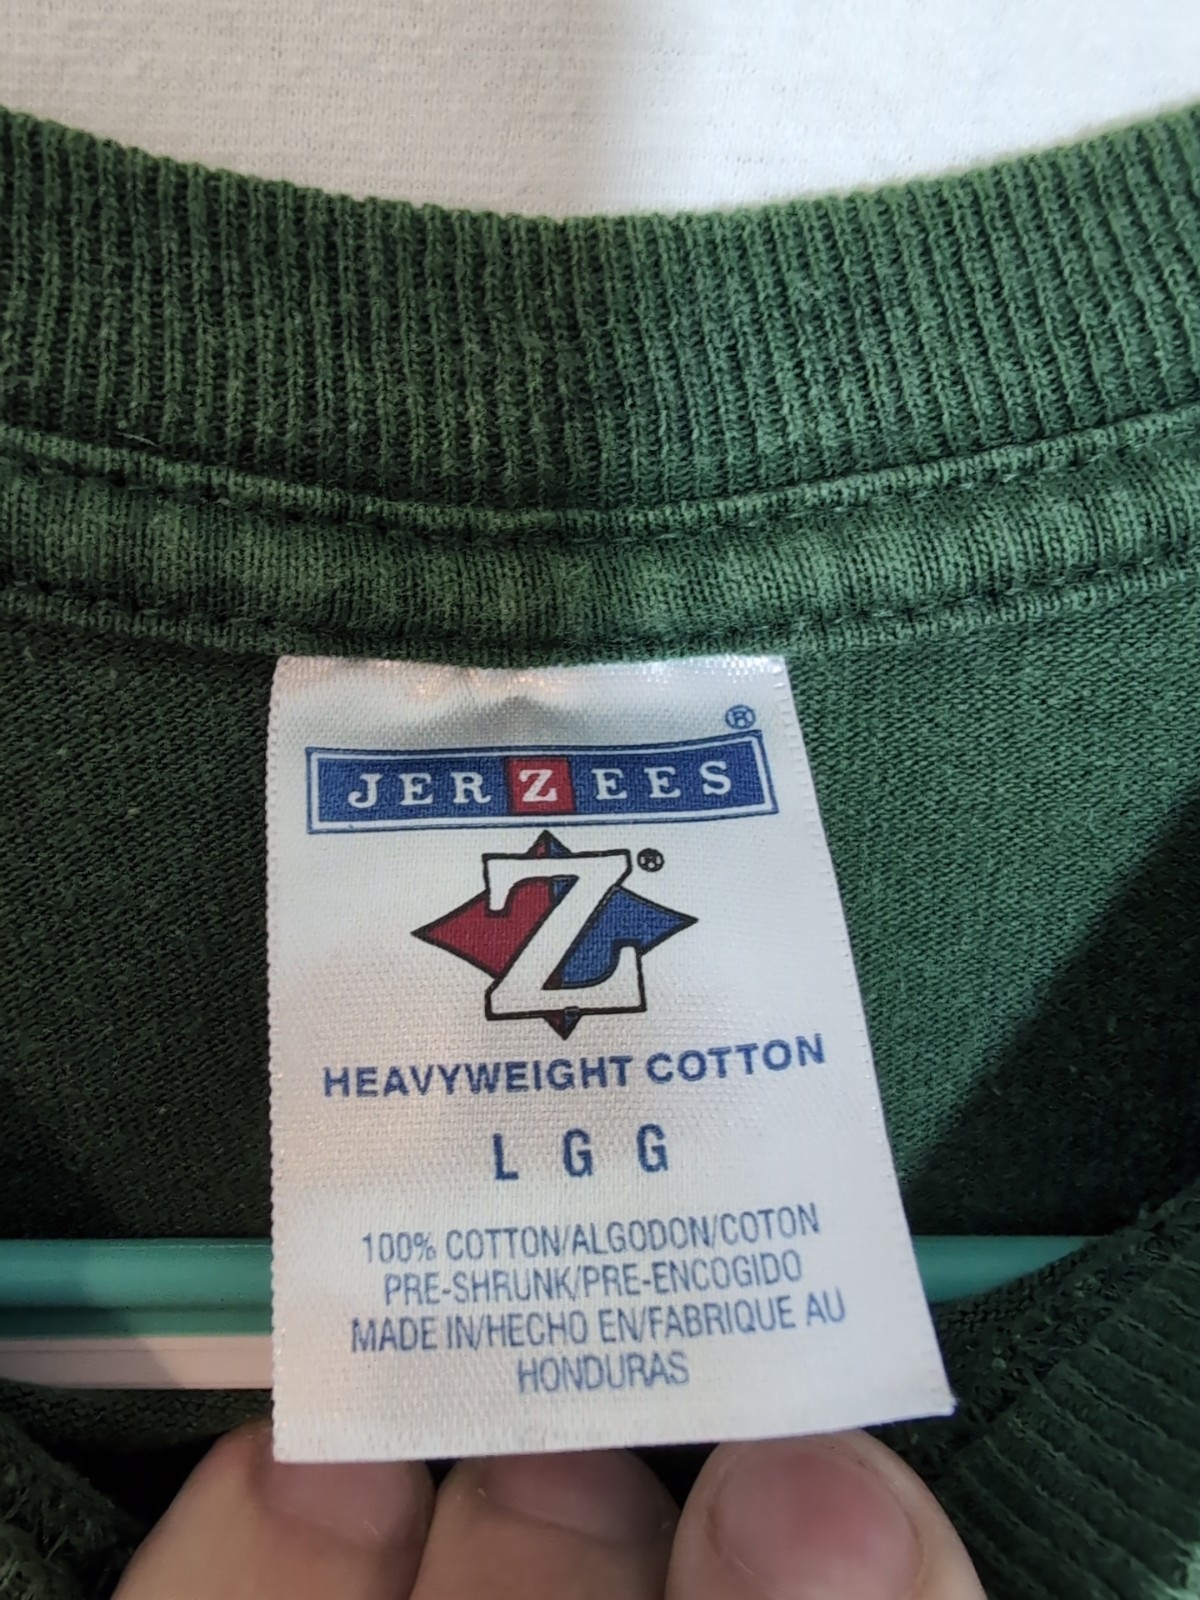 ®
JERZEES
Z®
HEAVYWEIGHT COTTON
L G G
100% COTTON/ALGODON/COTON
PRE-SHRUNK/PRE-ENCOGIDO
MADE IN/HECHO EN/FABRIQUE AU
HONDURAS